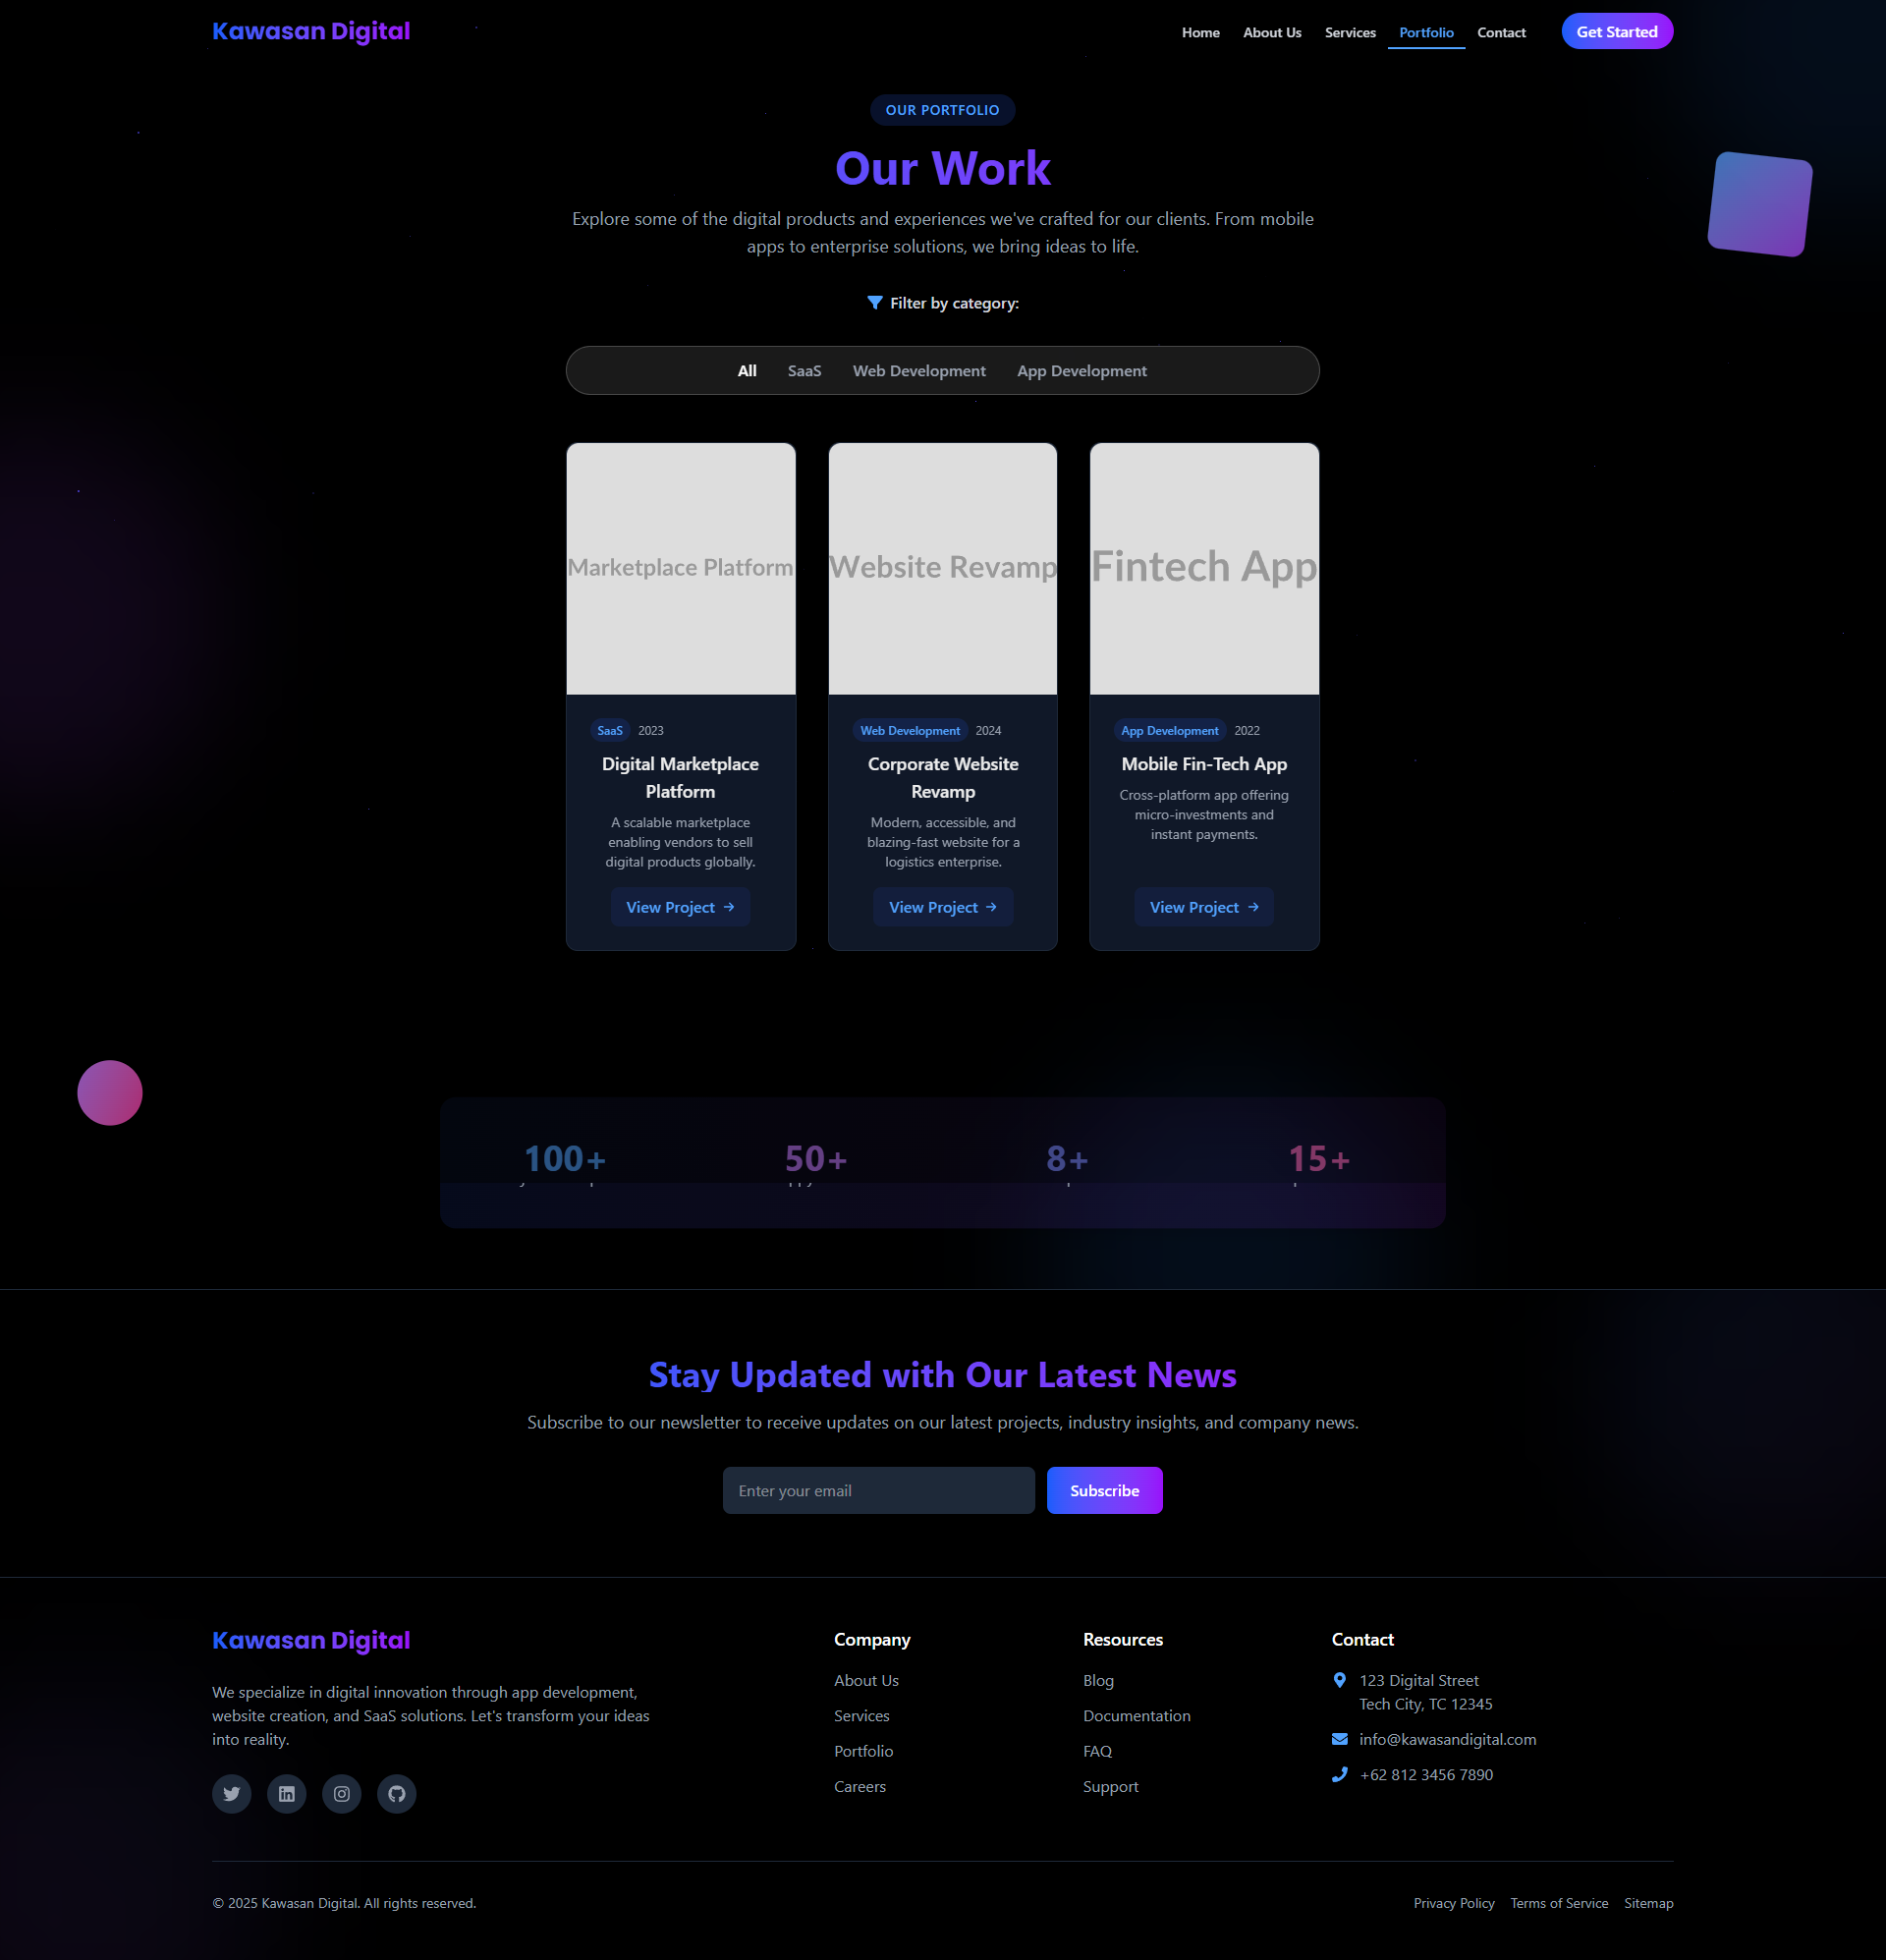 Kawasan Digital
Home About Us Services Portfolio Contact Get Started
OUR PORTFOLIO
Our Work
Explore some of the digital products and experiences we've crafted for our clients. From mobile
apps to enterprise solutions, we bring ideas to life.
Filter by category:
All SaaS Web Development App Development
Marketplace Platform
SaaS 2023
Digital Marketplace
Platform
A scalable marketplace
enabling vendors to sell
digital products globally.
View Project →
Website Revamp
Web Development 2024
Corporate Website
Revamp
Modern, accessible, and
blazing-fast website for a
logistics enterprise.
View Project →
Fintech App
App Development 2022
Mobile Fin-Tech App
Cross-platform app offering
micro-investments and
instant payments.
View Project →
100+ 50+ 8+ 15+
Stay Updated with Our Latest News
Subscribe to our newsletter to receive updates on our latest projects, industry insights, and company news.
Enter your email Subscribe
Kawasan Digital
We specialize in digital innovation through app development,
website creation, and SaaS solutions. Let's transform your ideas
into reality.
Company
About Us
Services
Portfolio
Careers
Resources
Blog
Documentation
FAQ
Support
Contact
123 Digital Street
Tech City, TC 12345
info@kawasandigital.com
+62 812 3456 7890
© 2025 Kawasan Digital. All rights reserved.
Privacy Policy Terms of Service Sitemap